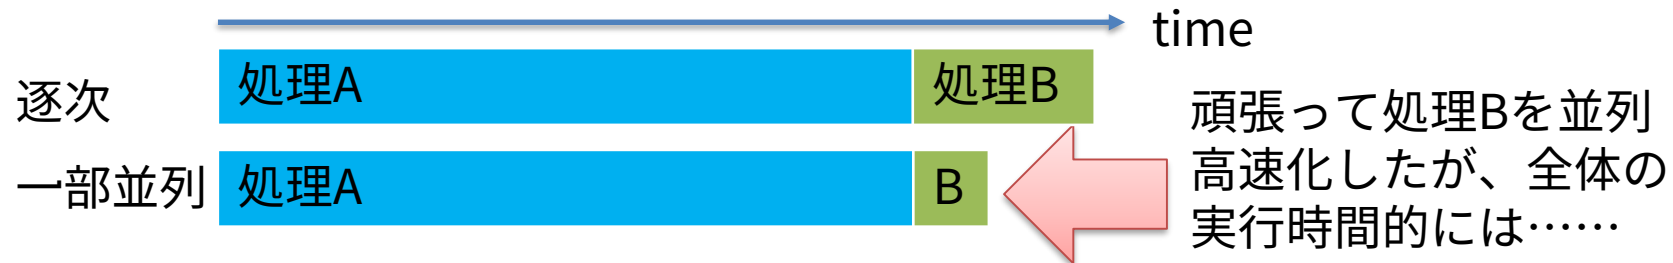 time
逐次
処理A
処理B
一部並列
処理A
B
頑張って処理Bを並列
高速化したが、全体の
実行時間的には……